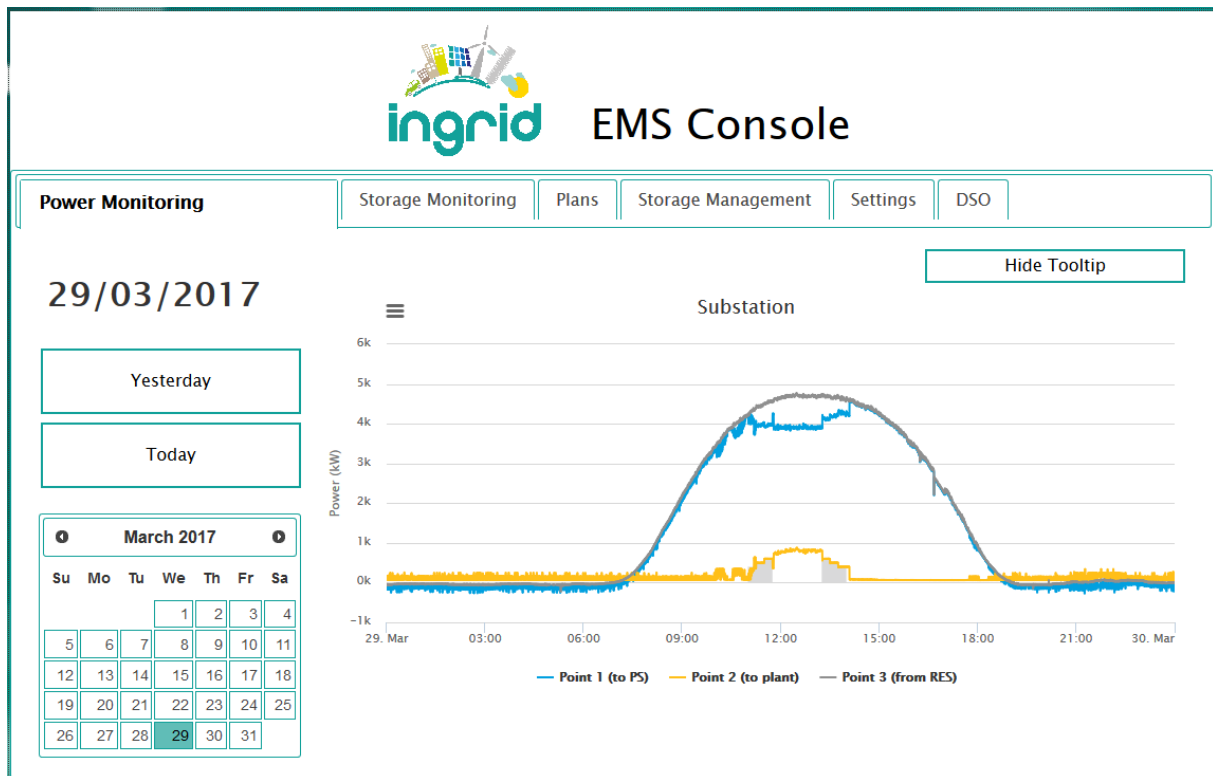 ingrid EMS Console
Power Monitoring Storage Monitoring Plans Storage Management Settings DSO
Hide Tooltip
29/03/2017
Substation
Yesterday
Today
March 2017
Su Mo Tu We Th Fr Sa
1 2 3 4
5 6 7 8 9 10 11
12 13 14 15 16 17 18
19 20 21 22 23 24 25
26 27 28 29 30 31
Power (kW)
6k
5k
4k
3k
2k
1k
0k
-1k
29. Mar 03:00 06:00 09:00 12:00 15:00 18:00 21:00 30. Mar
Point 1 (to PS) Point 2 (to plant) Point 3 (from RES)